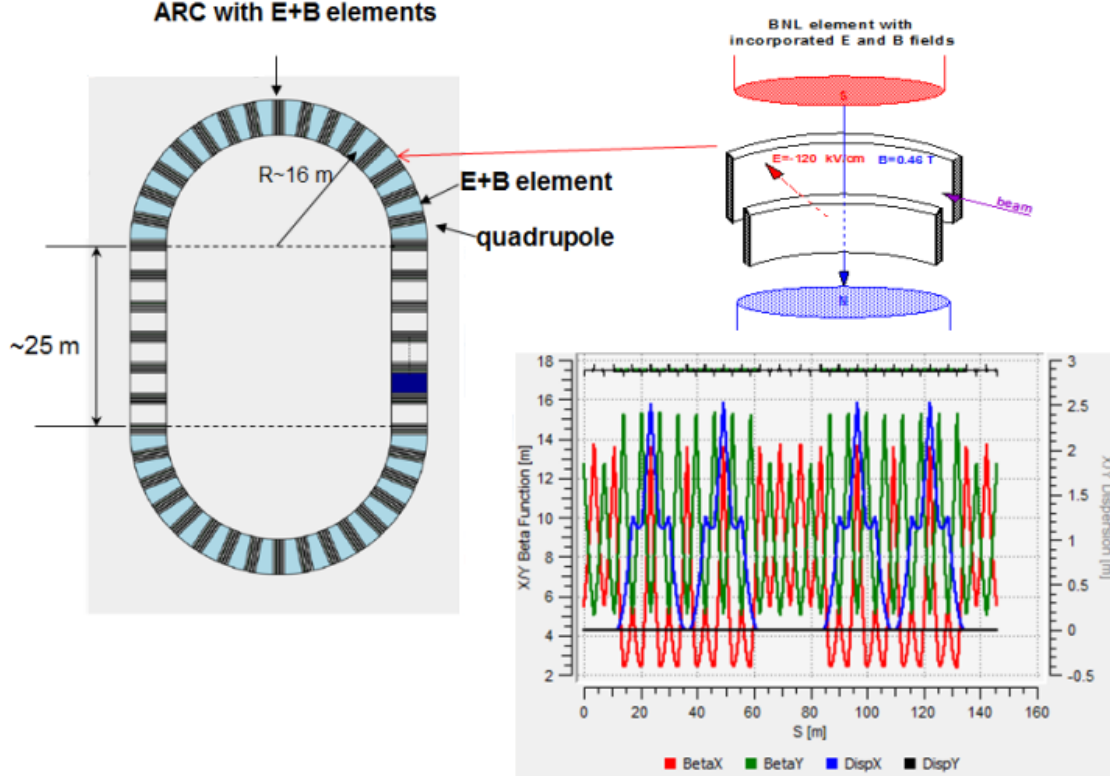 ARC with E+B elements
R~16 m
E+B element
quadrupole
~25 m
BNL element with
incorporated E and B fields
S
E=-120 kV/cm
B=0.46 T
beam
N
18
16
14
12
10
8
6
4
2
X/Y Beta Function [m]
3
2.5
2
1.5
1
0.5
0
-0.5
X/Y Dispersion [m]
0 20 40 60 80 100 120 140 160
S [m]
BetaX BetaY DispX DispY